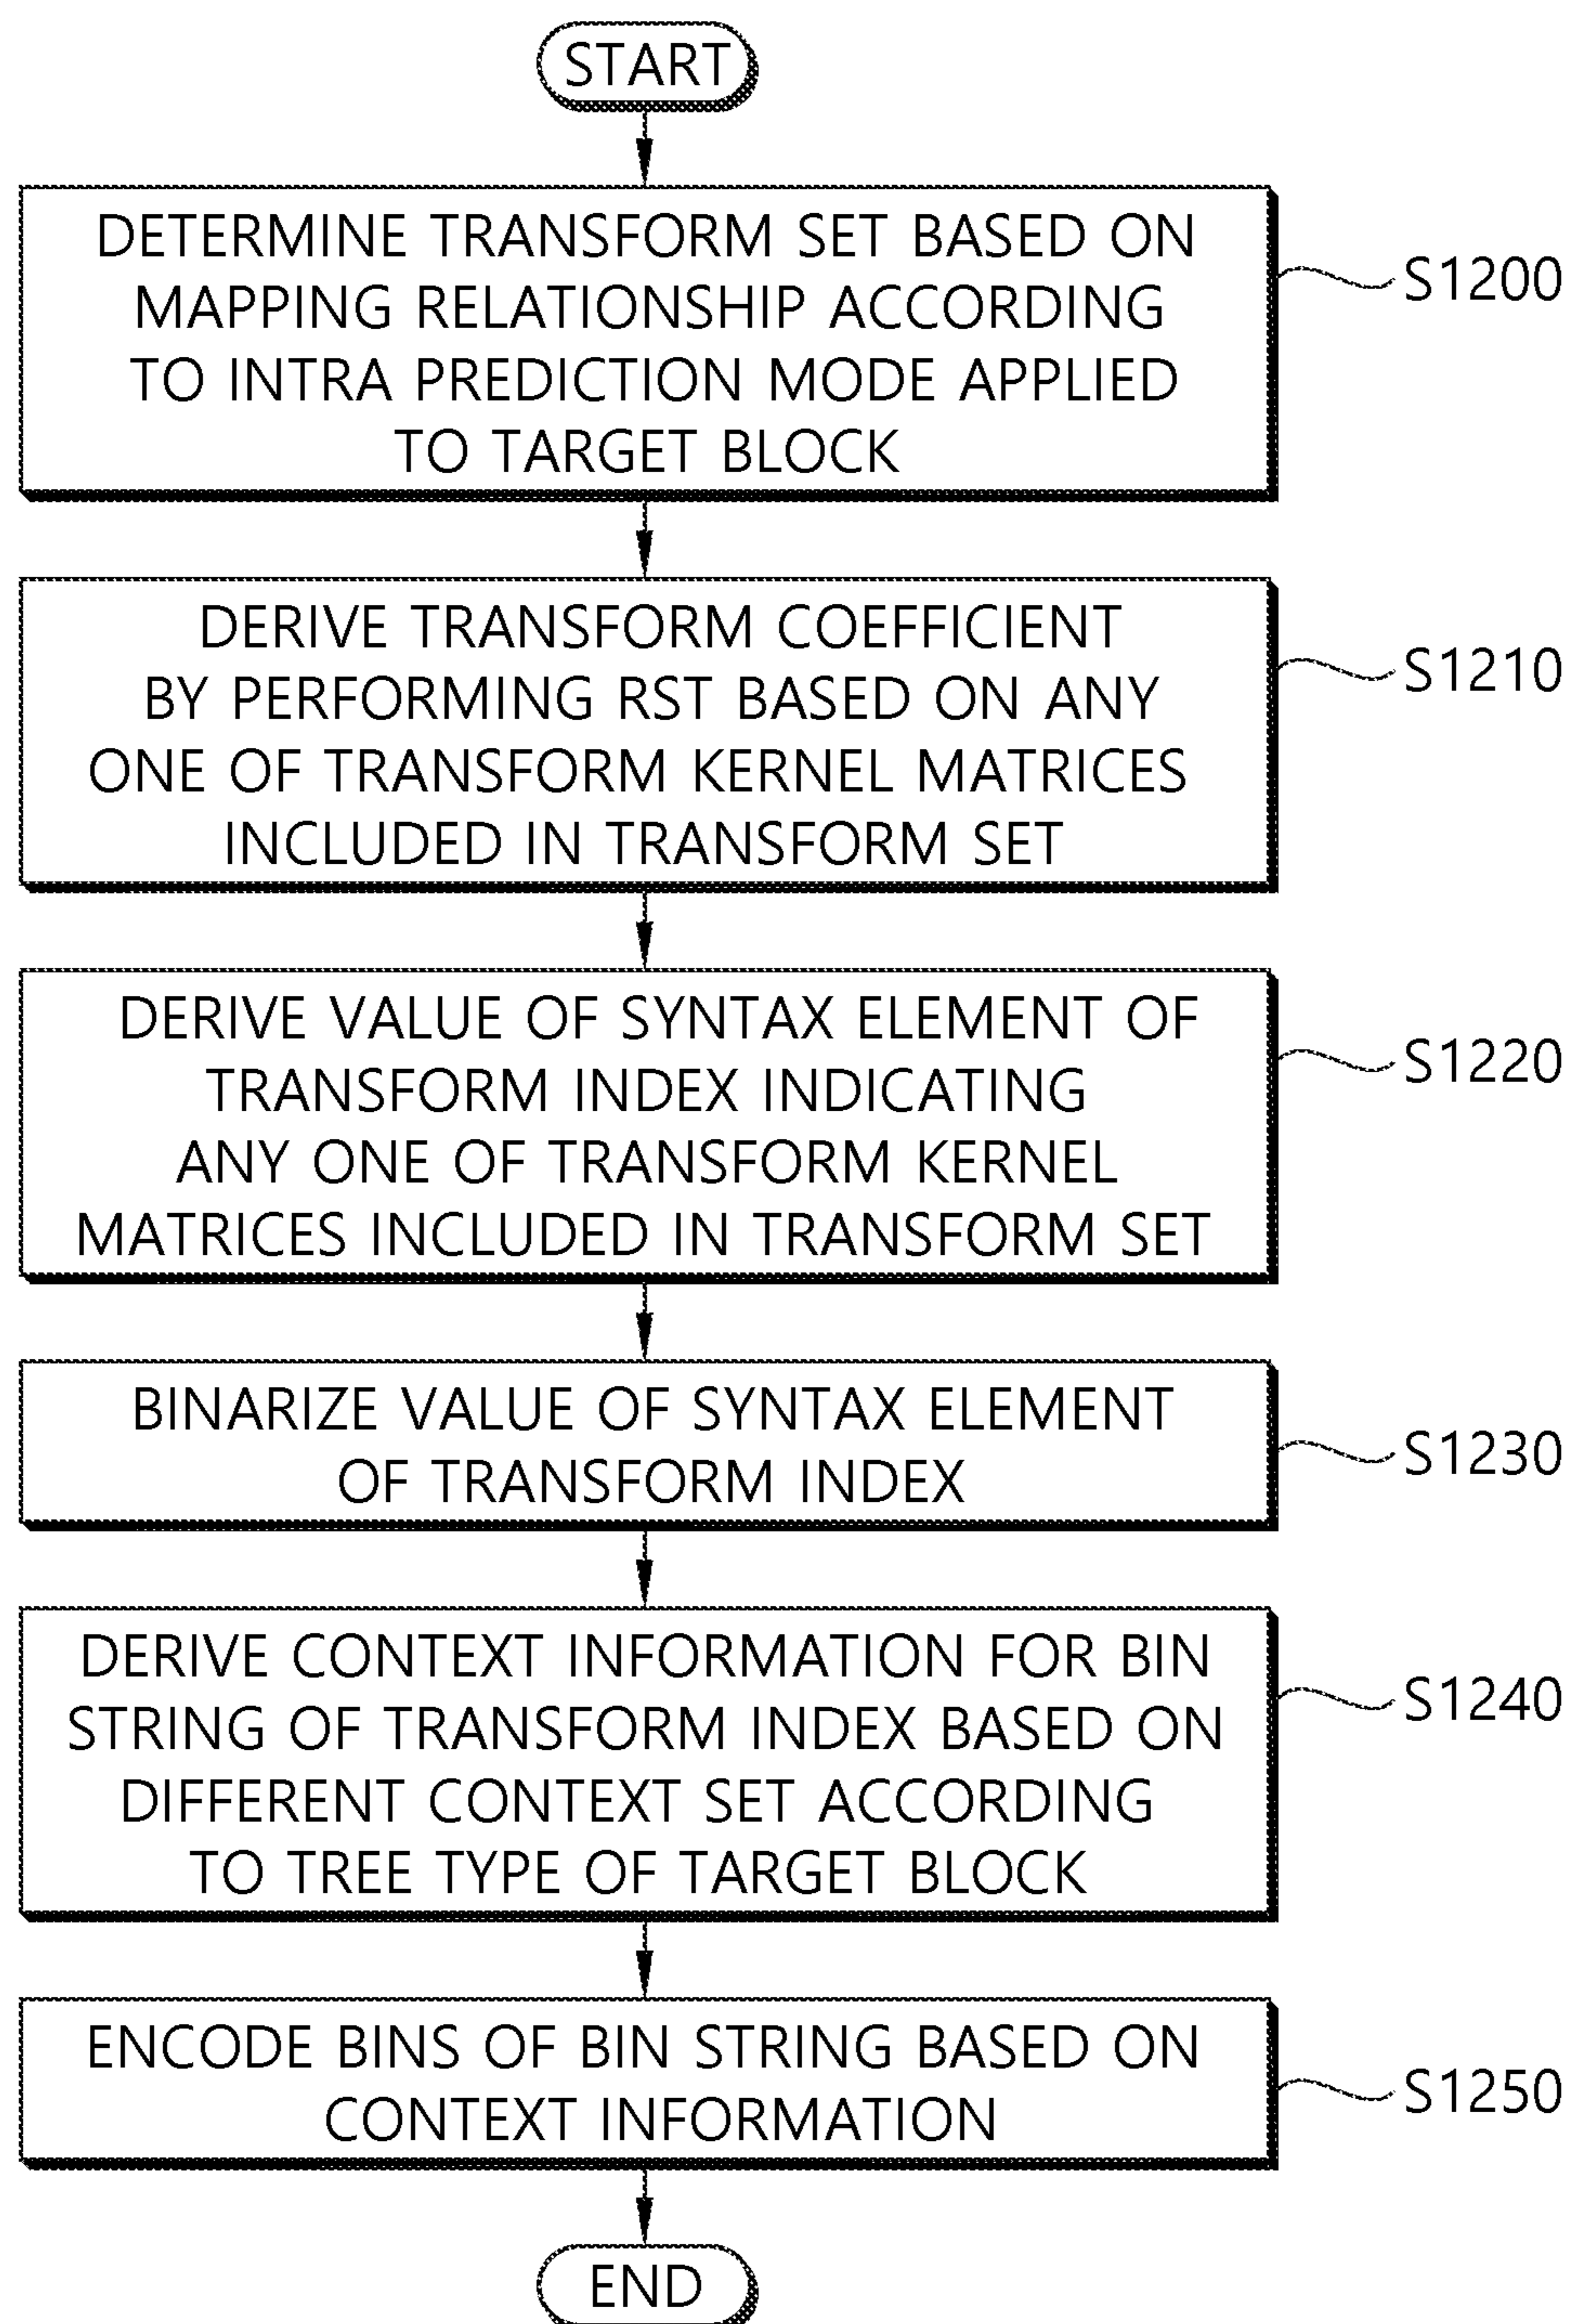 START
DETERMINE TRANSFORM SET BASED ON
MAPPING RELATIONSHIP ACCORDING
TO INTRA PREDICTION MODE APPLIED
TO TARGET BLOCK
S1200
DERIVE TRANSFORM COEFFICIENT
BY PERFORMING RST BASED ON ANY
ONE OF TRANSFORM KERNEL MATRICES
INCLUDED IN TRANSFORM SET
S1210
DERIVE VALUE OF SYNTAX ELEMENT OF
TRANSFORM INDEX INDICATING
ANY ONE OF TRANSFORM KERNEL
MATRICES INCLUDED IN TRANSFORM SET
S1220
BINARIZE VALUE OF SYNTAX ELEMENT
OF TRANSFORM INDEX
S1230
DERIVE CONTEXT INFORMATION FOR BIN
STRING OF TRANSFORM INDEX BASED ON
DIFFERENT CONTEXT SET ACCORDING
TO TREE TYPE OF TARGET BLOCK
S1240
ENCODE BINS OF BIN STRING BASED ON
CONTEXT INFORMATION
S1250
END